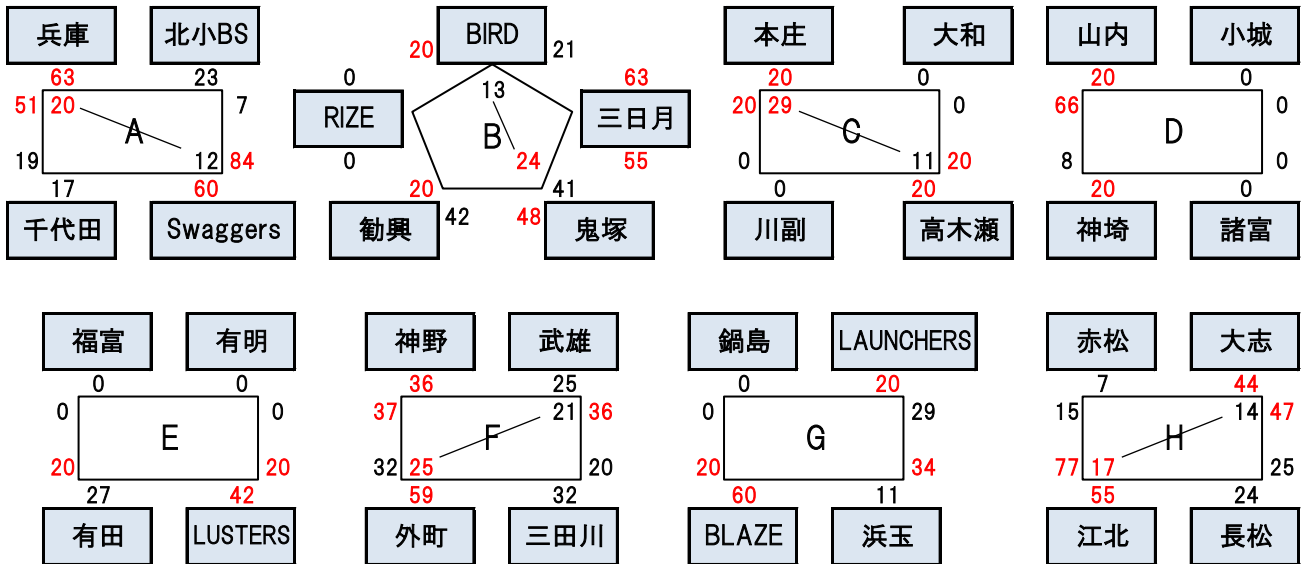 兵庫 北小BS BIRD 本庄 大和 山内 小城
63 23 20 21 20 0 20 0
51 20 7 0 RIZE 0 13 63 三日月 55 20 29 0 66 0
A B C D
19 12 84 24 0 11 20 8 0
17 60 20 42 48 41 0 20 20 0
千代田 Swaggers 勧興 鬼塚 川副 高木瀬 神埼 諸富
福富 有明 神野 武雄 鍋島 LAUNCHERS 赤松 大志
0 0 36 25 0 20 7 44
0 0 37 21 36 0 29 15 14 47
E F G H
20 20 32 25 20 20 34 77 17 25
27 42 59 32 60 11 55 24
有田 LUSTERS 外町 三田川 BLAZE 浜玉 江北 長松